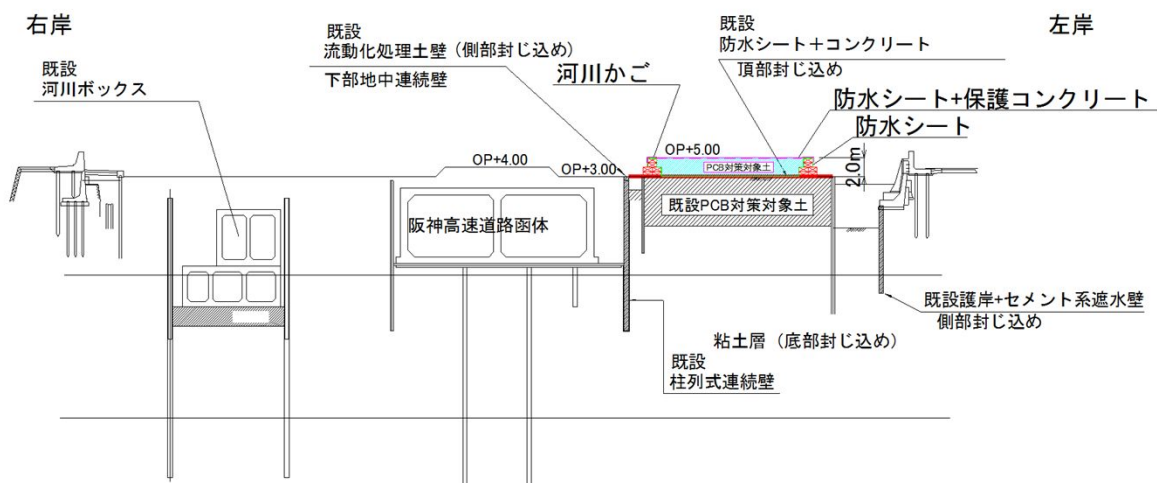 右岸
左岸
既設
河川ボックス
既設
流動化処理土壁（側部封じ込め）
下部地中連続壁
河川かご
既設
防水シート＋コンクリート
頂部封じ込め
防水シート+保護コンクリート
防水シート
OP+4.00
OP+3.00
OP+5.00
PCB対策対象土
2.0m
阪神高速道路函体
既設PCB対策対象土
既設護岸+セメント系遮水壁
側部封じ込め
粘土層（底部封じ込め）
既設
柱列式連続壁